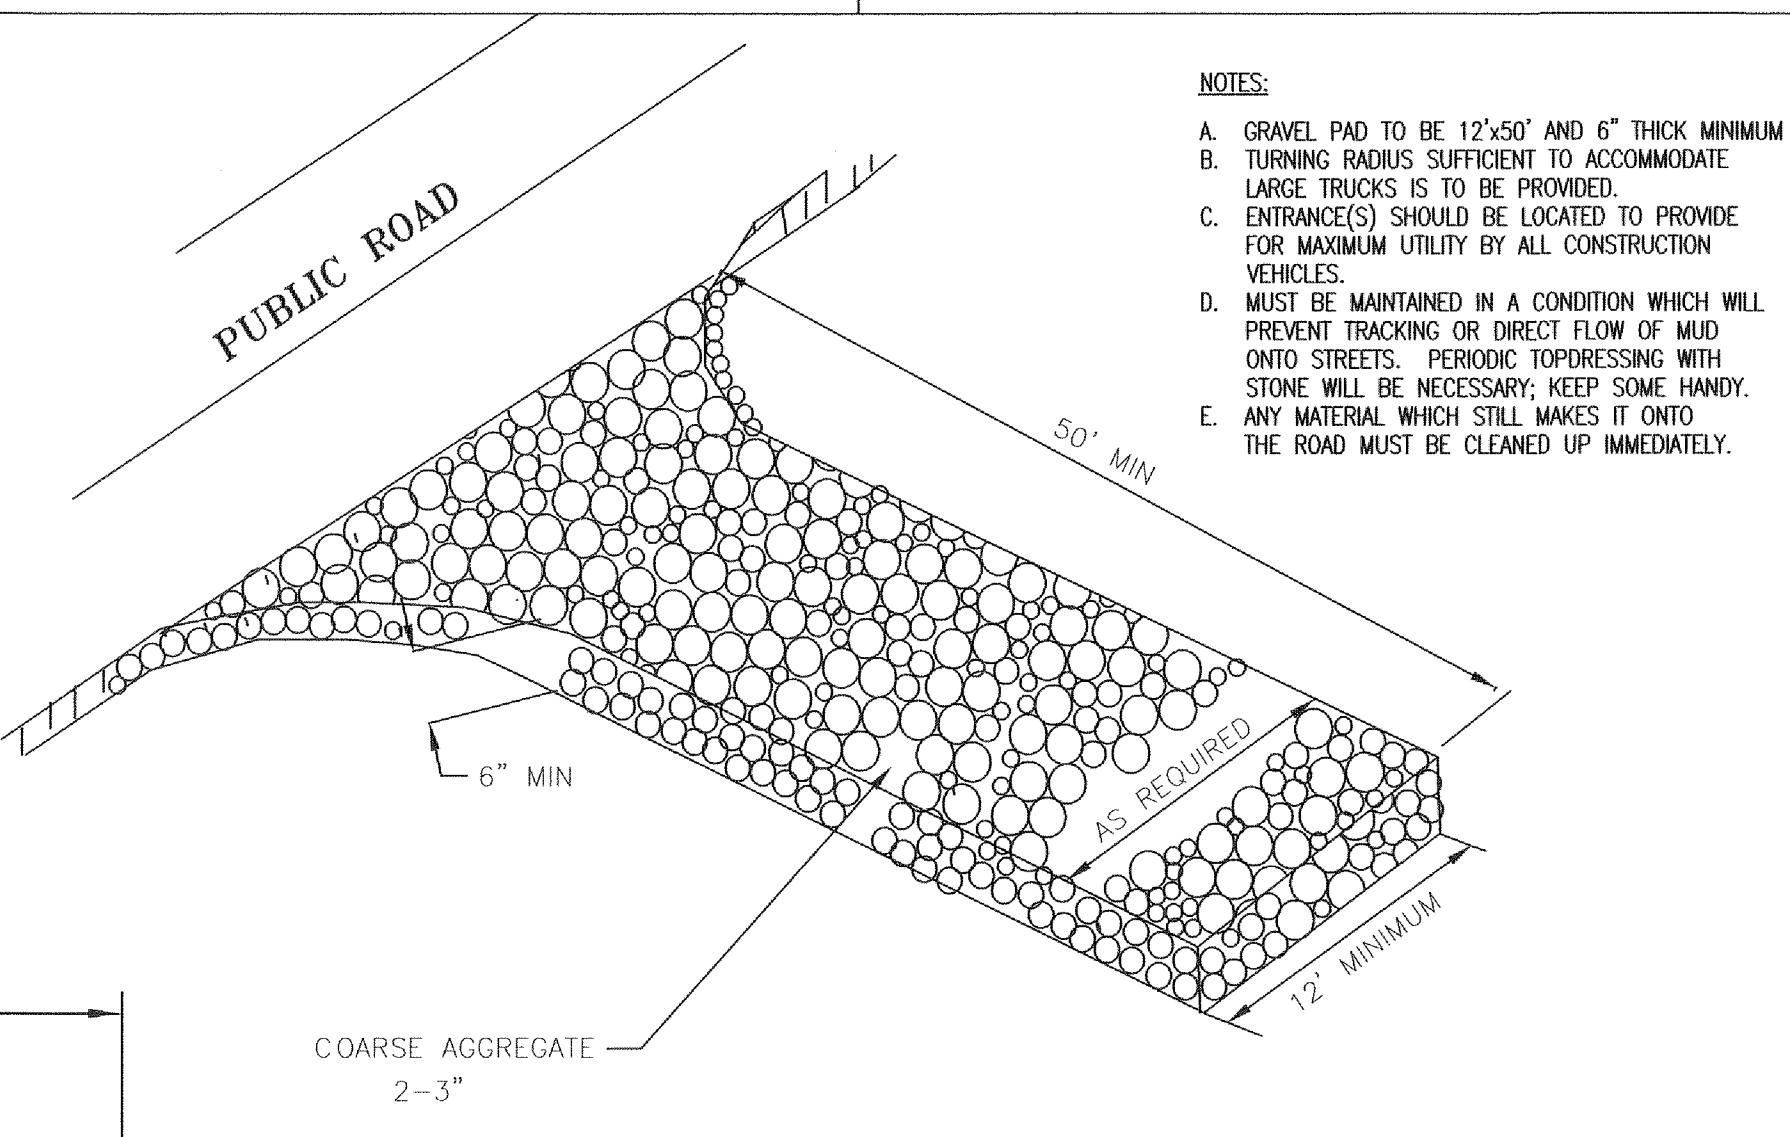 NOTES:
A. GRAVEL PAD TO BE 12'x50' AND 6" THICK MINIMUM
B. TURNING RADIUS SUFFICIENT TO ACCOMMODATE
LARGE TRUCKS IS TO BE PROVIDED.
C. ENTRANCE(S) SHOULD BE LOCATED TO PROVIDE
FOR MAXIMUM UTILITY BY ALL CONSTRUCTION
VEHICLES.
D. MUST BE MAINTAINED IN A CONDITION WHICH WILL
PREVENT TRACKING OR DIRECT FLOW OF MUD
ONTO STREETS. PERIODIC TOPDRESSING WITH
STONE WILL BE NECESSARY; KEEP SOME HANDY.
E. ANY MATERIAL WHICH STILL MAKES IT ONTO
THE ROAD MUST BE CLEANED UP IMMEDIATELY.
PUBLIC ROAD
50' MIN
6" MIN
AS REQUIRED
12' MINIMUM
COARSE AGGREGATE
2-3"